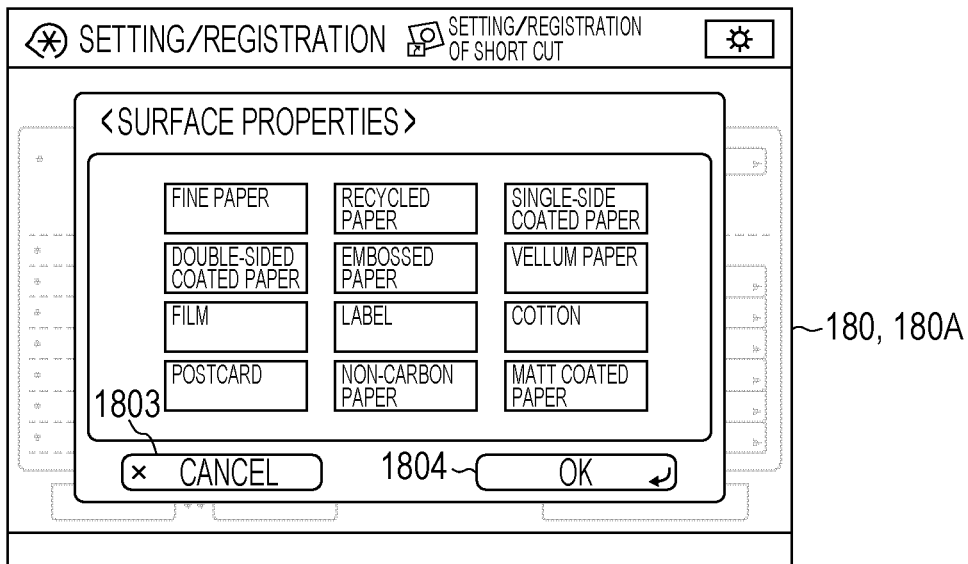 SETTING/REGISTRATION
SETTING/REGISTRATION
OF SHORT CUT
<SURFACE PROPERTIES>
FINE PAPER
RECYCLED
PAPER
SINGLE-SIDE
COATED PAPER
DOUBLE-SIDED
COATED PAPER
EMBOSSED
PAPER
VELLUM PAPER
FILM
LABEL
COTTON
POSTCARD
NON-CARBON
PAPER
MATT COATED
PAPER
1803
× CANCEL
1804
OK
180, 180A